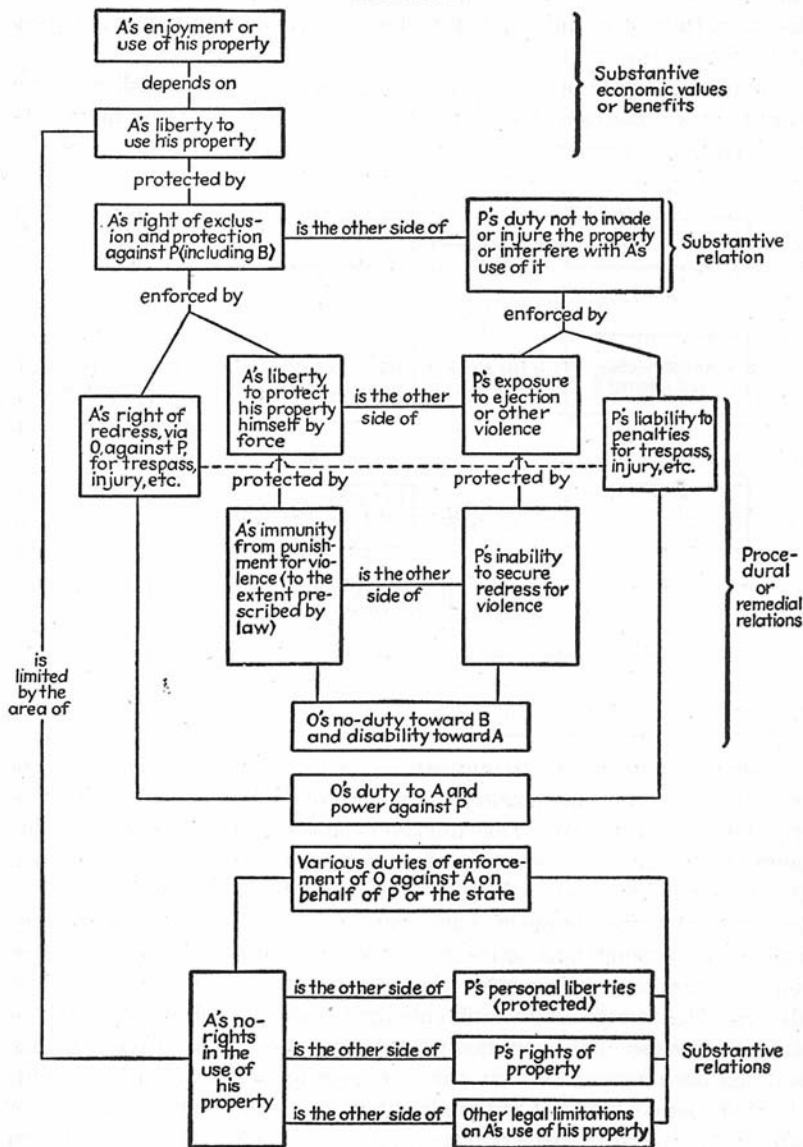 A's enjoyment or
use of his property
depends on
A's liberty to
use his property
Substantive
economic values
or benefits
protected by
A's right of exclus-
ion and protection
against P (including B)
is the other side of
P's duty not to invade
or injure the property
or interfere with A's
use of it
Substantive
relation
enforced by
enforced by
A's right of
redress, via
O, against P,
for trespass,
injury, etc.
A's liberty
to protect
his property
himself by
force
is the other
side of
P's exposure
to ejection
or other
violence
P's liability to
penalties
for trespass,
injury, etc.
protected by
protected by
A's immunity
from punish-
ment for vio-
lence (to the
extent pre-
scribed by
law)
is the other
side of
P's inability
to secure
redress for
violence
Proce-
dural
or
remedial
relations
is
limited
by the
area of
O's no-duty toward B
and disability toward A
O's duty to A and
power against P
Various duties of enforce-
ment of O against A on
behalf of P or the state
A's no-
rights
in the
use of
his
property
is the other side of
P's personal liberties
(protected)
is the other side of
P's rights of
property
Substantive
relations
is the other side of
Other legal limitations
on A's use of his property